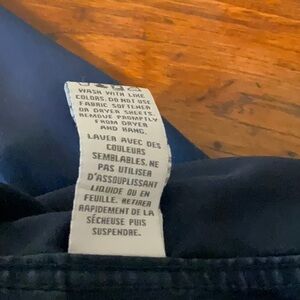 WASH WITH LIKE
COLORS. DO NOT USE
FABRIC SOFTENER
OR DRYER SHEETS.
REMOVE PROMPTLY
FROM DRYER
AND HANG.
LAVER AVEC DES
COULEURS
SEMBLABLES. NE
PAS UTILISER
D'ASSOUPLISSANT
LIQUIDE OU EN
FEUILLE. RETIRER
RAPIDEMENT DE LA
SÉCHEUSE PUIS
SUSPENDRE.